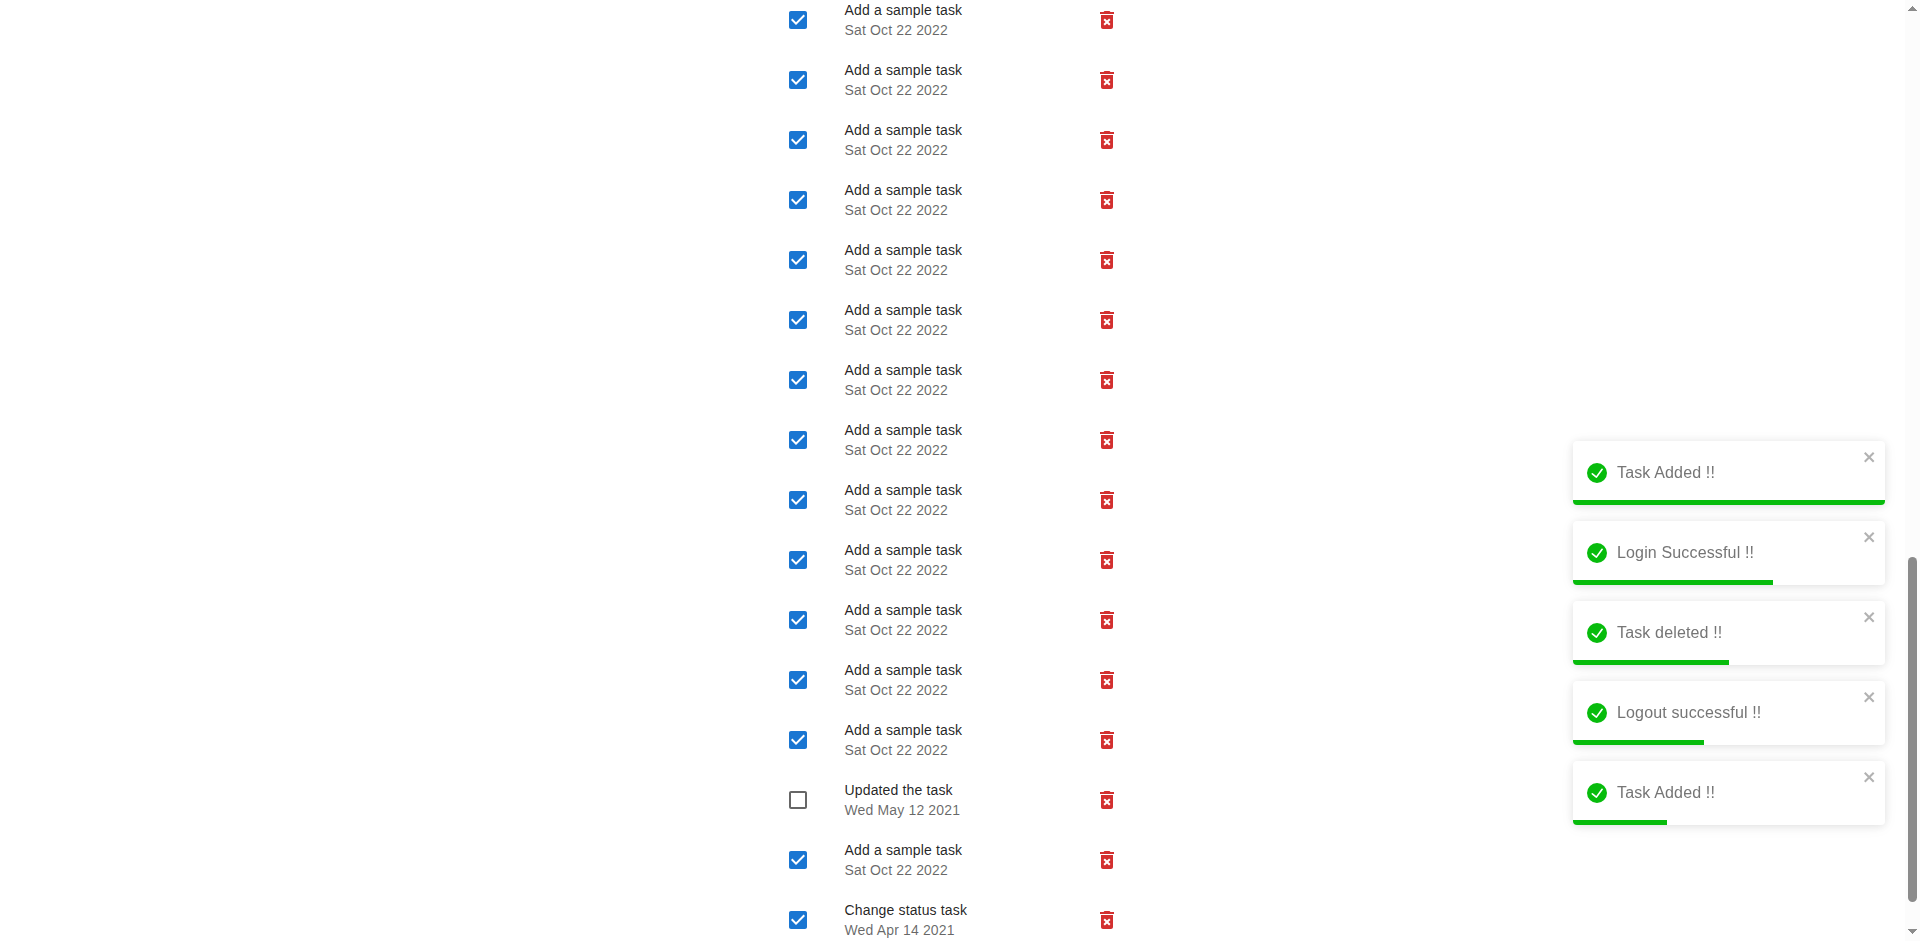 Add a sample task
Sat Oct 22 2022
Add a sample task
Sat Oct 22 2022
Add a sample task
Sat Oct 22 2022
Add a sample task
Sat Oct 22 2022
Add a sample task
Sat Oct 22 2022
Add a sample task
Sat Oct 22 2022
Add a sample task
Sat Oct 22 2022
Add a sample task
Sat Oct 22 2022
Add a sample task
Sat Oct 22 2022
Add a sample task
Sat Oct 22 2022
Add a sample task
Sat Oct 22 2022
Add a sample task
Sat Oct 22 2022
Add a sample task
Sat Oct 22 2022
Updated the task
Wed May 12 2021
Add a sample task
Sat Oct 22 2022
Change status task
Wed Apr 14 2021
Task Added !!
Login Successful !!
Task deleted !!
Logout successful !!
Task Added !!